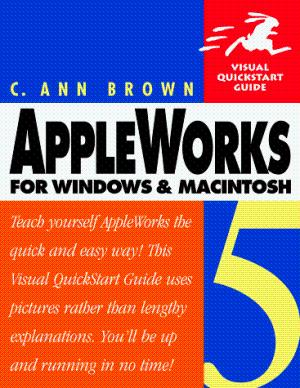 VISUAL
QUICKSTART
GUIDE
C. ANN BROWN
APPLEWORKS
FOR WINDOWS & MACINTOSH
5
Teach yourself AppleWorks the
quick and easy way! This
Visual QuickStart Guide uses
pictures rather than lengthy
explanations. You'll be up
and running in no time!